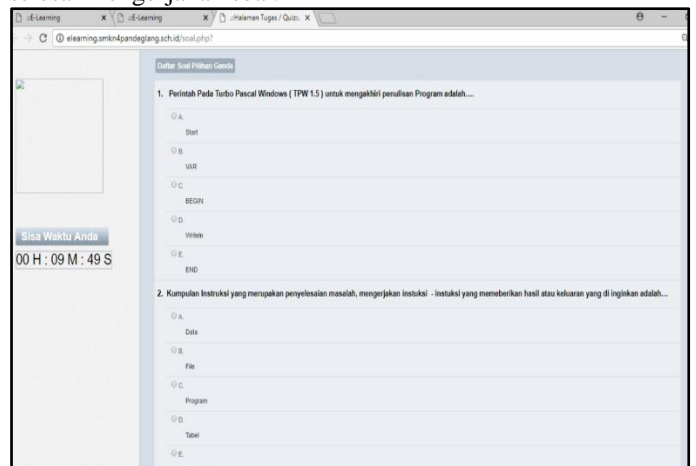 .:E-Learning
.:E-Learning
.:Halaman Tugas / Quizs.
elearning.smkn4pandeglang.sch.id/soal.php?
Daftar Soal Pilihan Ganda
1. Perintah Pada Turbo Pascal Windows ( TPW 1.5 ) untuk mengakhiri penulisan Program adalah....
A.
Start
B.
VAR
C.
BEGIN
D.
Writeln
E.
END
Sisa Waktu Anda
00 H : 09 M : 49 S
2. Kumpulan Instruksi yang merupakan penyelesaian masalah, mengerjakan instuksi - instuksi yang memeberikan hasil atau keluaran yang di inginkan adalah...
A.
Data
B.
File
C.
Program
D.
Tabel
E.